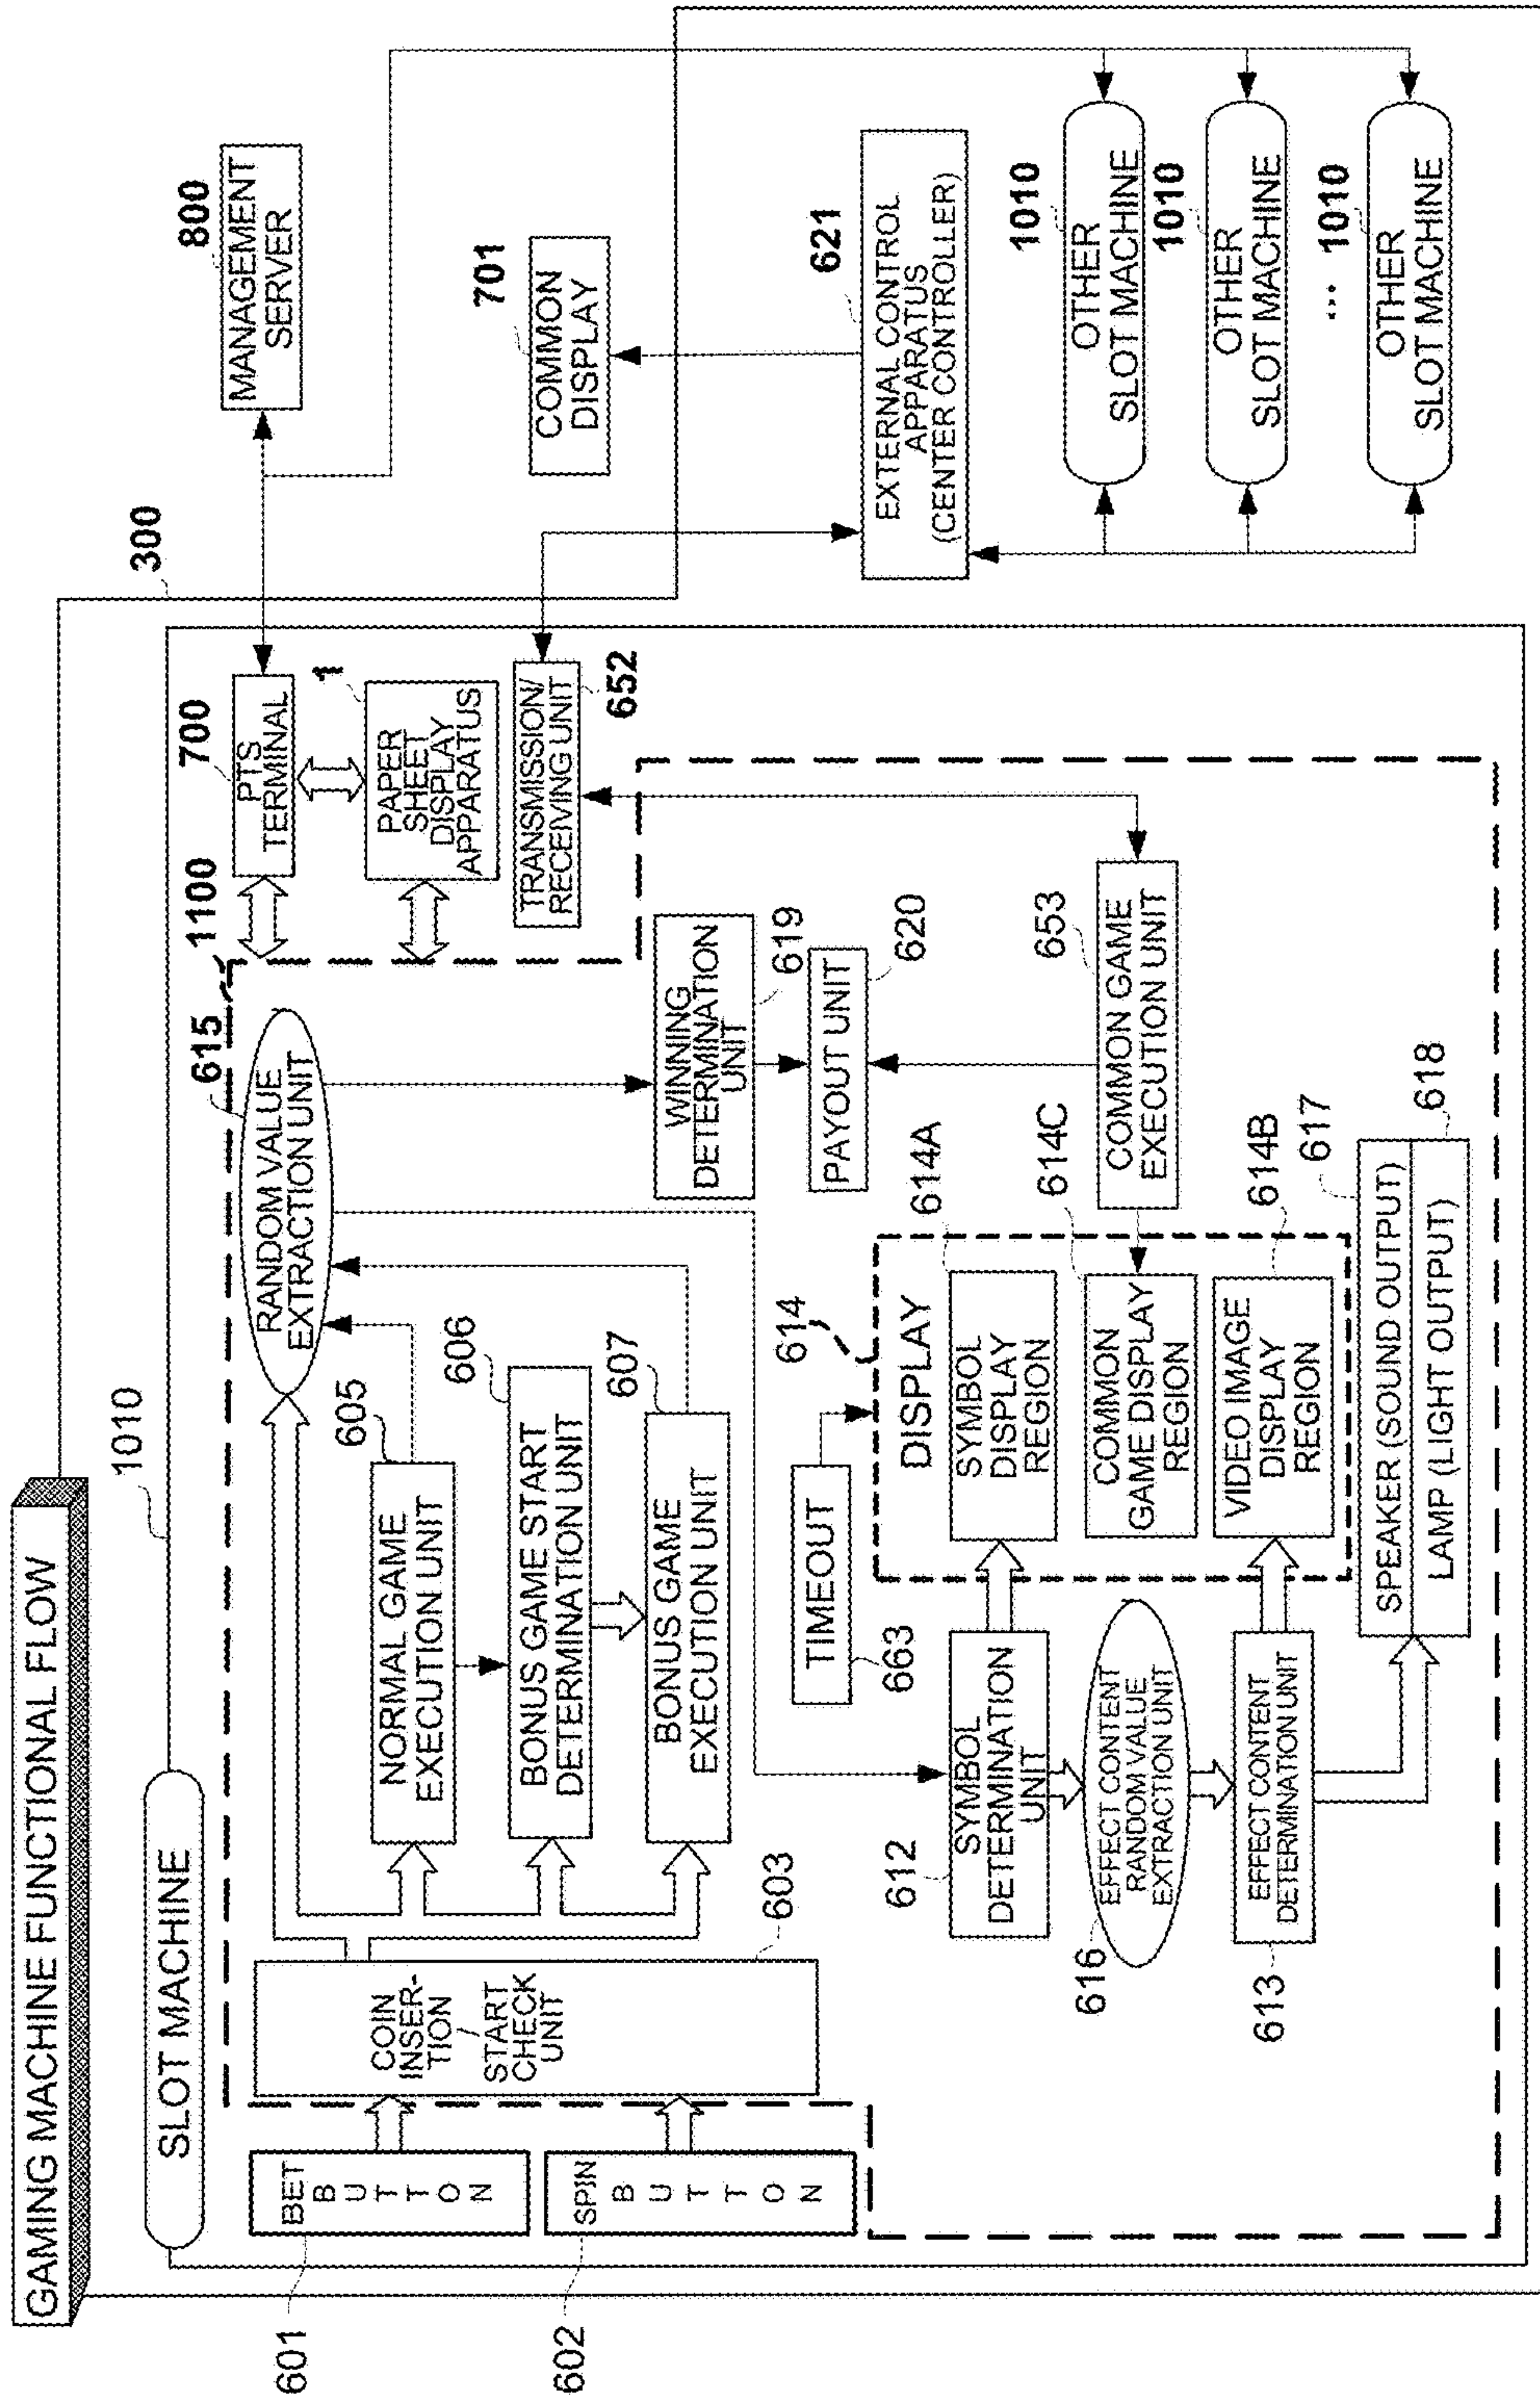 GAMING MACHINE FUNCTIONAL FLOW
300
SLOT MACHINE
1010
601
BET
BUTTON
602
SPIN
BUTTON
COIN
INSER-
TION
/
START
CHECK
UNIT
603
NORMAL GAME
EXECUTION UNIT
605
BONUS GAME START
DETERMINATION UNIT
606
BONUS GAME
EXECUTION UNIT
607
RANDOM VALUE
EXTRACTION UNIT
615
1100
PTS
TERMINAL
700
PAPER
SHEET
DISPLAY
APPARATUS
1
TRANSMISSION/
RECEIVING UNIT
652
WINNING
DETERMINATION
UNIT
619
PAYOUT UNIT
620
COMMON GAME
EXECUTION UNIT
653
TIMEOUT
663
614
DISPLAY
SYMBOL
DISPLAY
REGION
614A
COMMON
GAME DISPLAY
REGION
614C
VIDEO IMAGE
DISPLAY
REGION
614B
SYMBOL
DETERMINATION
UNIT
612
EFFECT CONTENT
RANDOM VALUE
EXTRACTION UNIT
616
EFFECT CONTENT
DETERMINATION UNIT
613
SPEAKER (SOUND OUTPUT)
617
LAMP (LIGHT OUTPUT)
618
MANAGEMENT
SERVER
800
COMMON
DISPLAY
701
EXTERNAL CONTROL
APPARATUS
(CENTER CONTROLLER)
621
OTHER
SLOT MACHINE
1010
OTHER
SLOT MACHINE
1010
...
OTHER
SLOT MACHINE
1010